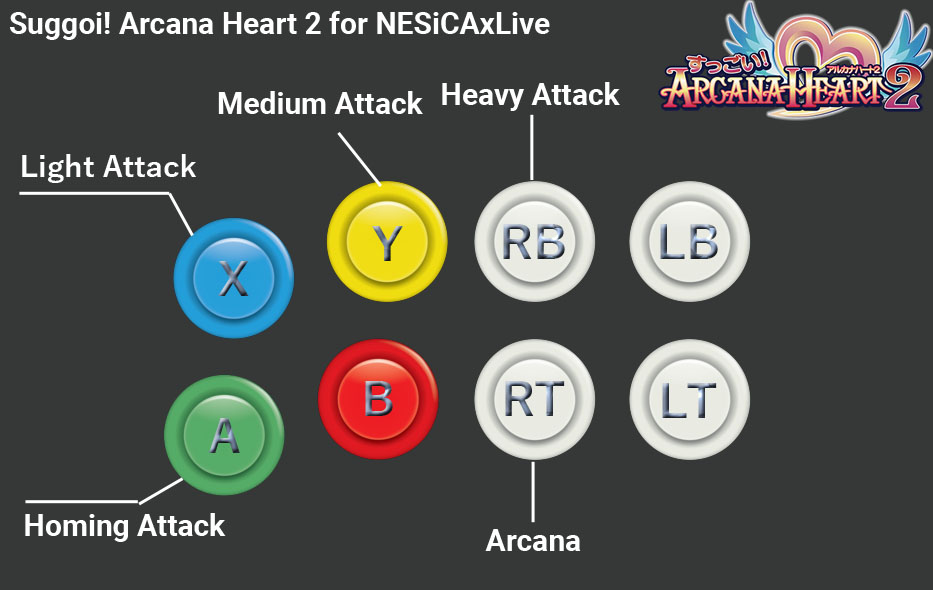 Suggoi! Arcana Heart 2 for NESiCAxLive
すっごい!
アルカナハート2
ARCANA HEART 2
Medium Attack
Heavy Attack
Light Attack
X
Y
RB
LB
A
B
RT
LT
Homing Attack
Arcana